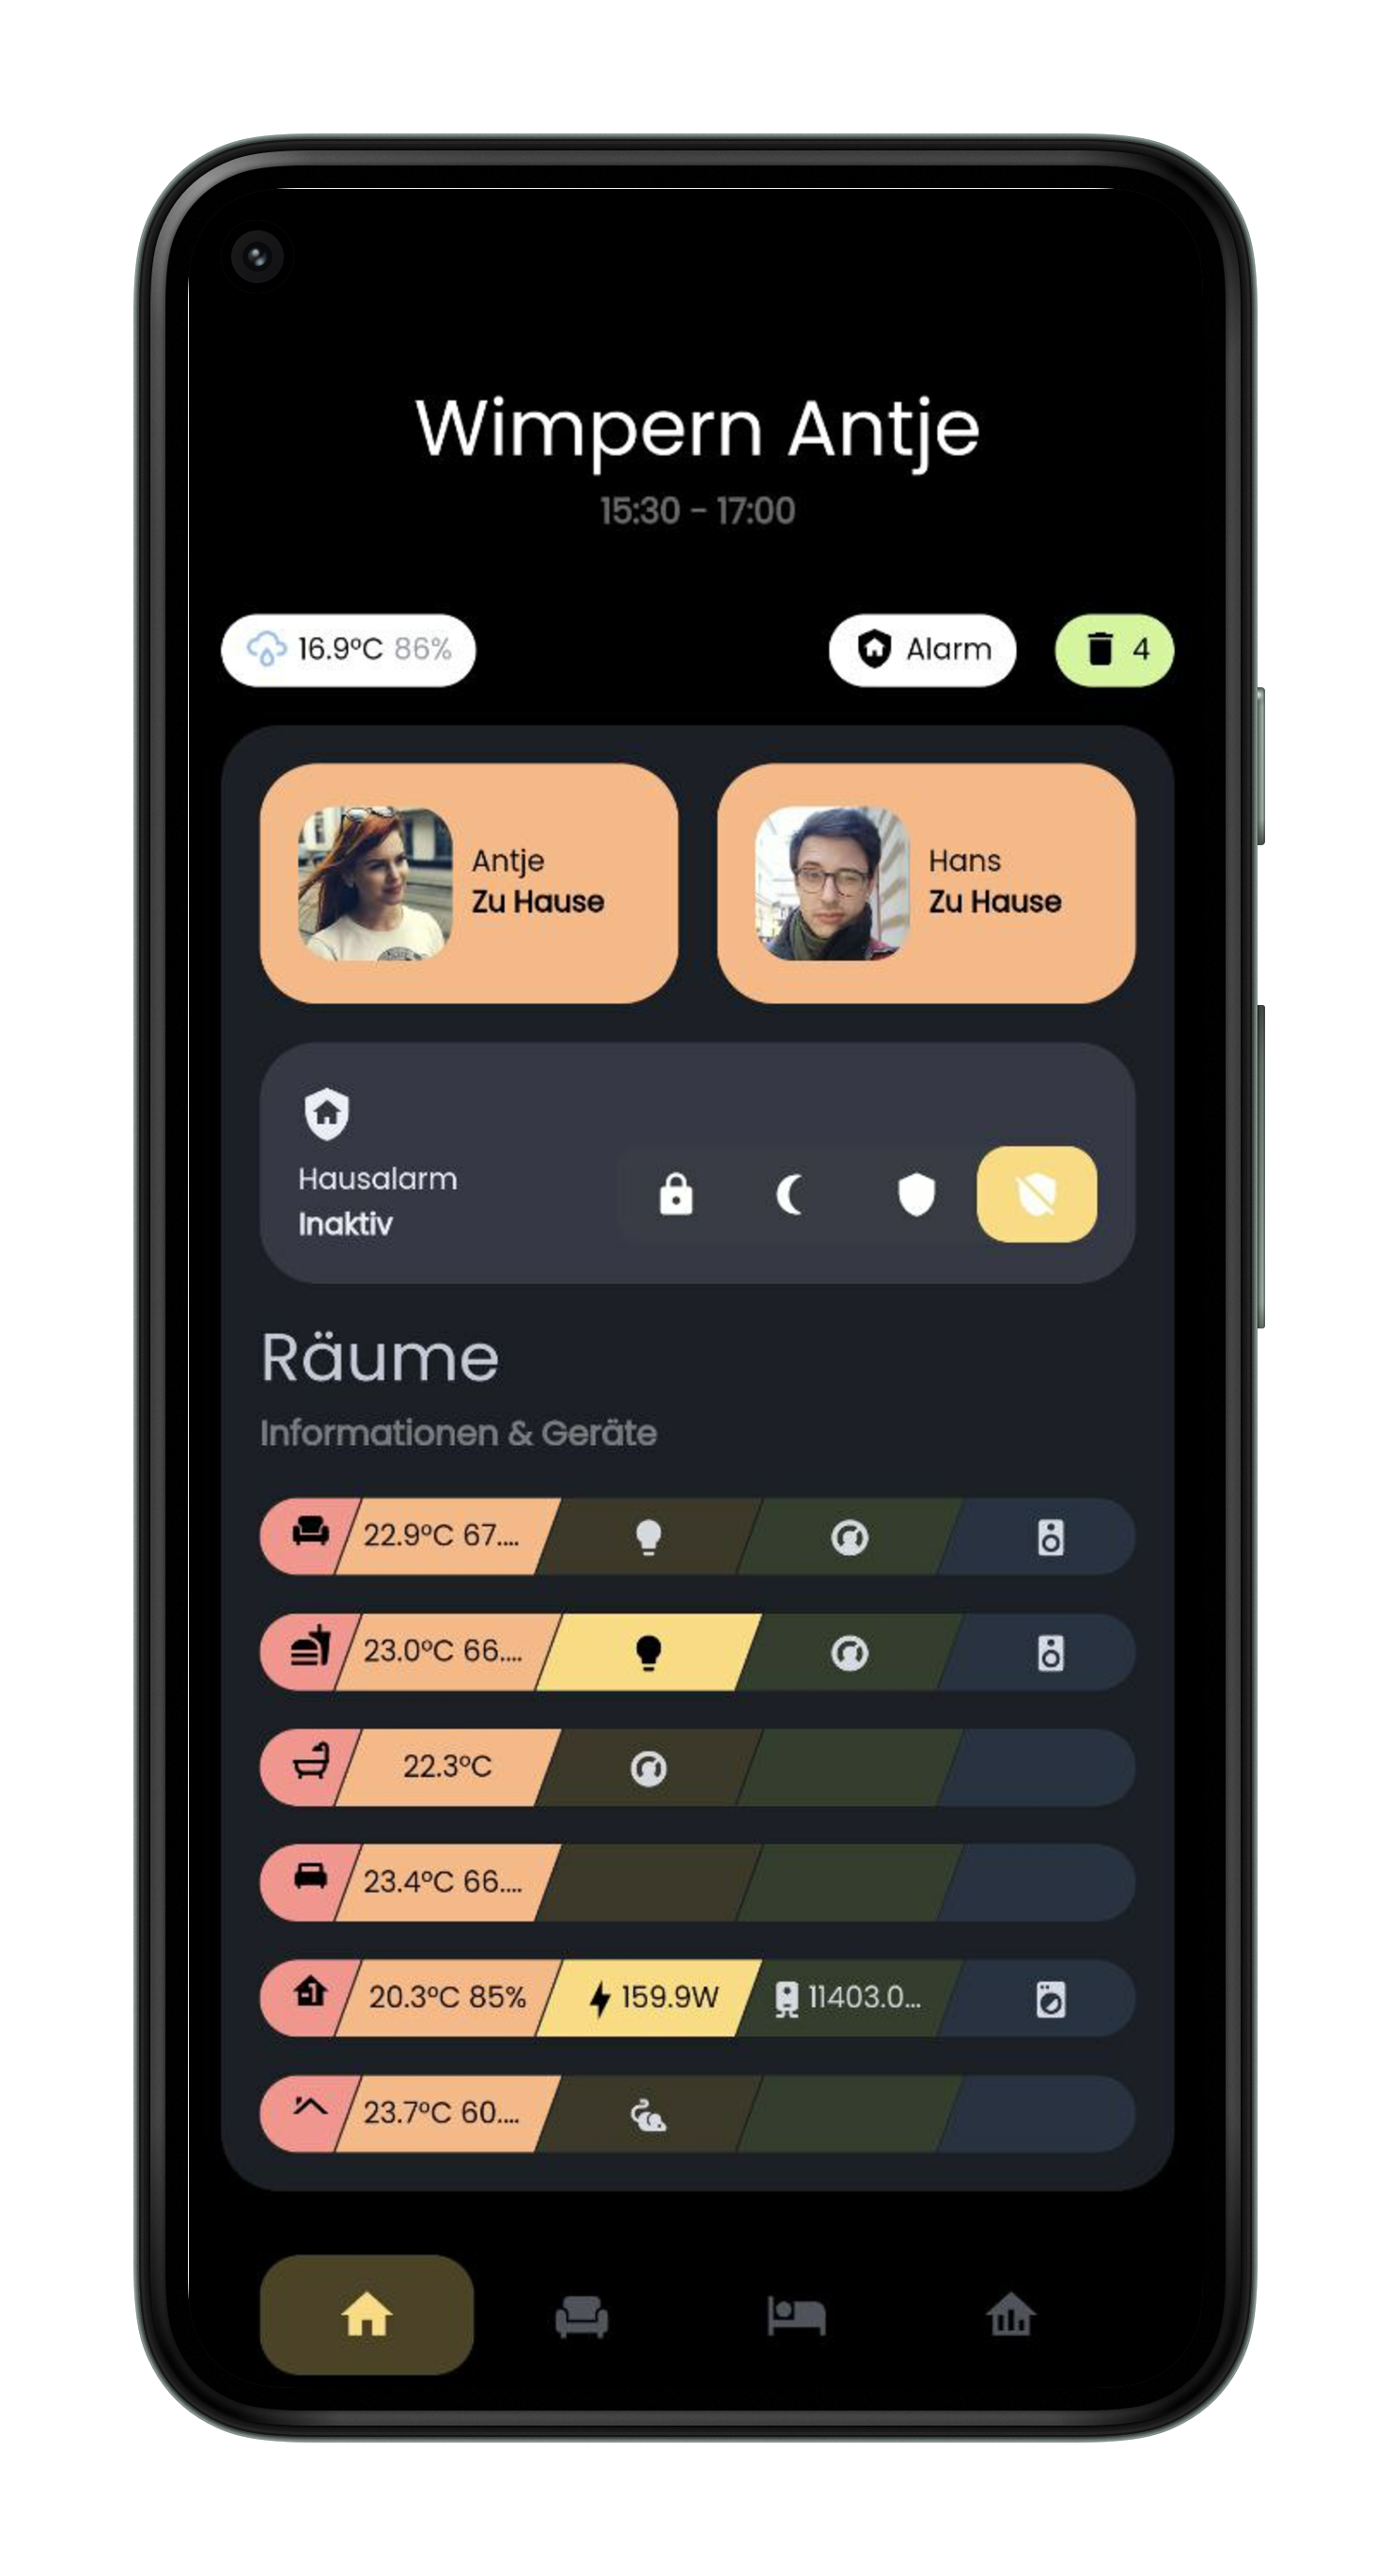 Wimpern Antje
15:30 - 17:00
16.9°C 86%
Alarm
4
Antje
Zu Hause
Hans
Zu Hause
Hausalarm
Inaktiv
Räume
Informationen & Geräte
22.9°C 67....
23.0°C 66....
22.3°C
23.4°C 66....
20.3°C 85%
159.9W
11403.0...
23.7°C 60....